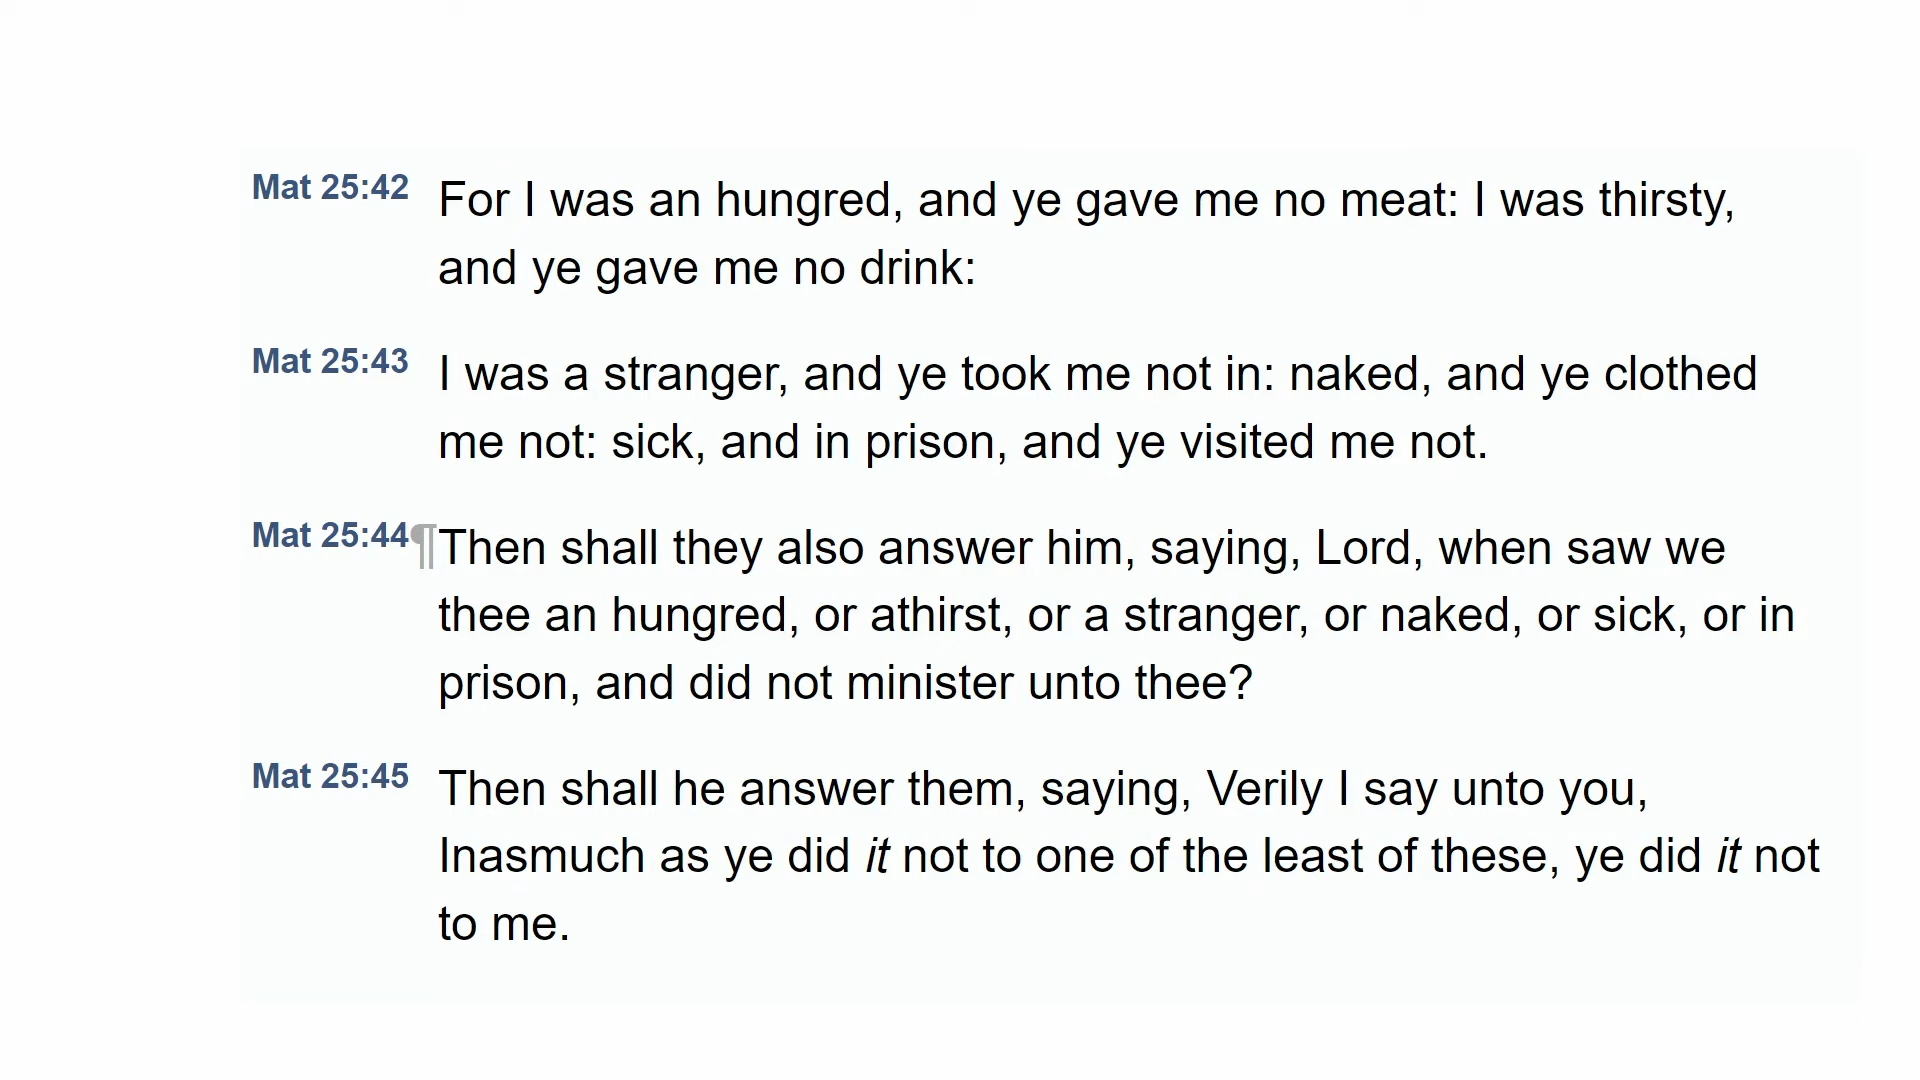 Mat 25:42 For I was an hungred, and ye gave me no meat: I was thirsty,
and ye gave me no drink:
Mat 25:43 I was a stranger, and ye took me not in: naked, and ye clothed
me not: sick, and in prison, and ye visited me not.
Mat 25:44 ¶Then shall they also answer him, saying, Lord, when saw we
thee an hungred, or athirst, or a stranger, or naked, or sick, or in
prison, and did not minister unto thee?
Mat 25:45 Then shall he answer them, saying, Verily I say unto you,
Inasmuch as ye did it not to one of the least of these, ye did it not
to me.